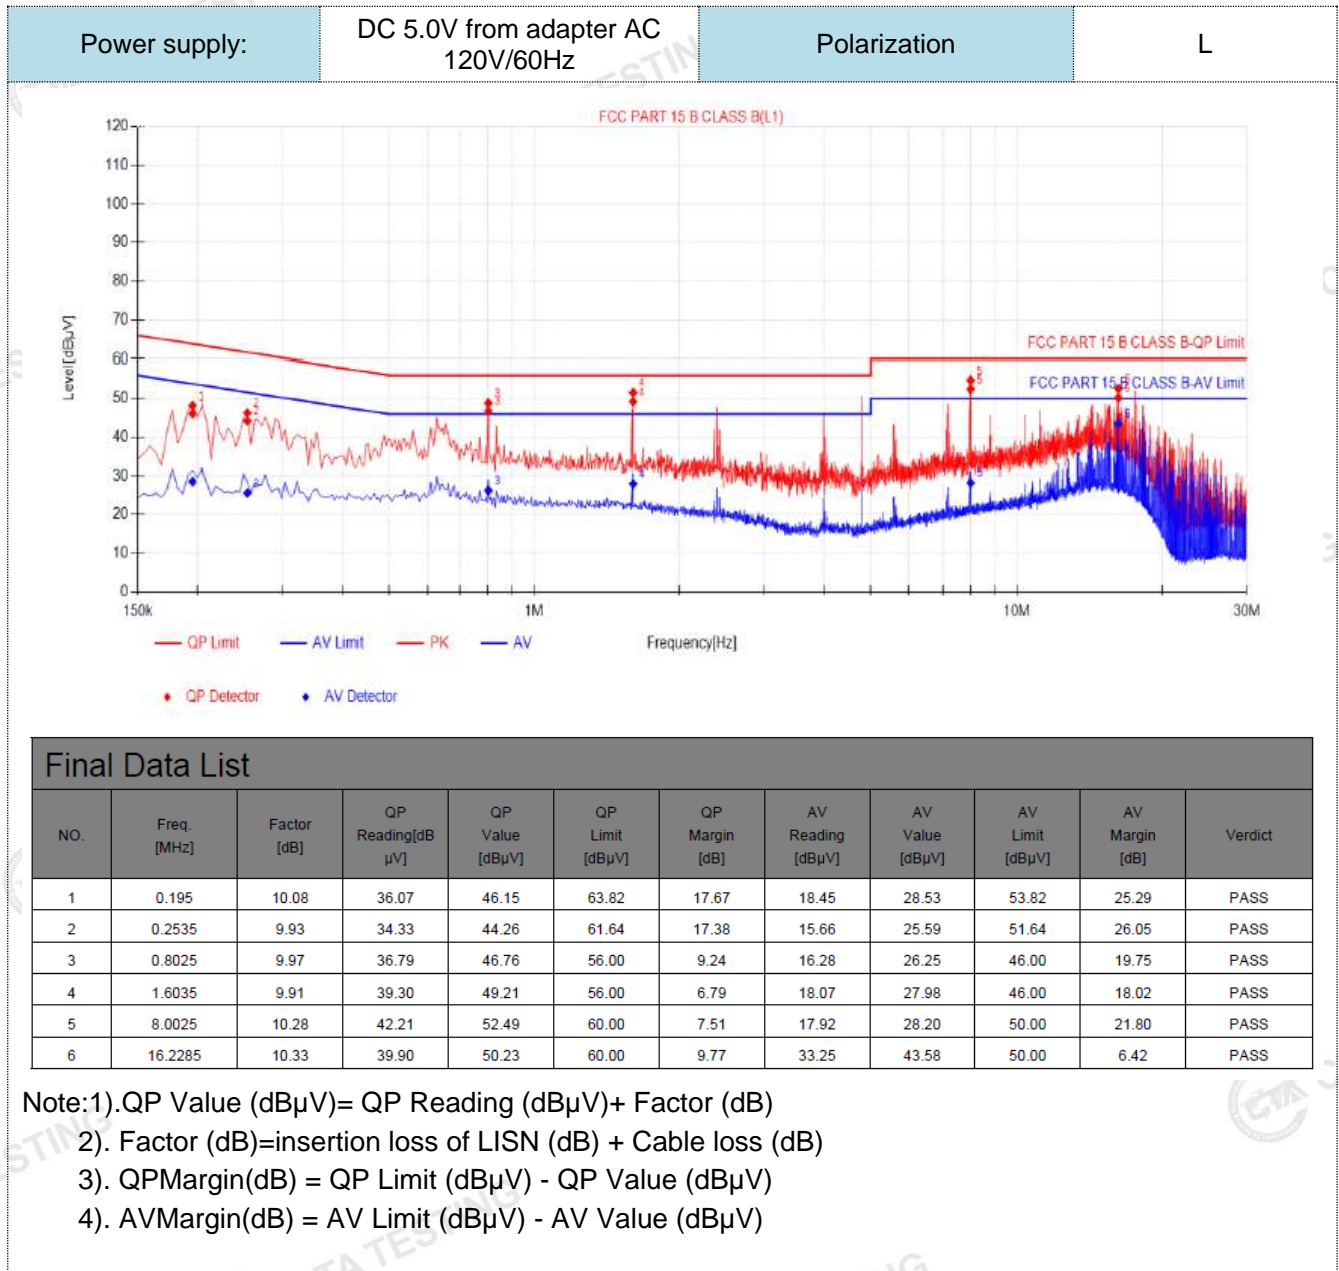 Power supply:
DC 5.0V from adapter AC
120V/60Hz
Polarization
L
FCC PART 15 B CLASS B(L1)
120
110
100
90
80
70
60
50
40
30
20
10
0
Level[dBµV]
FCC PART 15 B CLASS B-QP Limit
FCC PART 15 B CLASS B-AV Limit
150k
1M
10M
30M
Frequency[Hz]
QP Limit
AV Limit
PK
AV
QP Detector
AV Detector
Final Data List
NO. Freq. [MHz] Factor [dB] QP Reading[dB µV] QP Value [dBµV] QP Limit [dBµV] QP Margin [dB] AV Reading [dBµV] AV Value [dBµV] AV Limit [dBµV] AV Margin [dB] Verdict
1 0.195 10.08 36.07 46.15 63.82 17.67 18.45 28.53 53.82 25.29 PASS
2 0.2535 9.93 34.33 44.26 61.64 17.38 15.66 25.59 51.64 26.05 PASS
3 0.8025 9.97 36.79 46.76 56.00 9.24 16.28 26.25 46.00 19.75 PASS
4 1.6035 9.91 39.30 49.21 56.00 6.79 18.07 27.98 46.00 18.02 PASS
5 8.0025 10.28 42.21 52.49 60.00 7.51 17.92 28.20 50.00 21.80 PASS
6 16.2285 10.33 39.90 50.23 60.00 9.77 33.25 43.58 50.00 6.42 PASS
Note:1).QP Value (dBµV)= QP Reading (dBµV)+ Factor (dB)
2). Factor (dB)=insertion loss of LISN (dB) + Cable loss (dB)
3). QPMargin(dB) = QP Limit (dBµV) - QP Value (dBµV)
4). AVMargin(dB) = AV Limit (dBµV) - AV Value (dBµV)